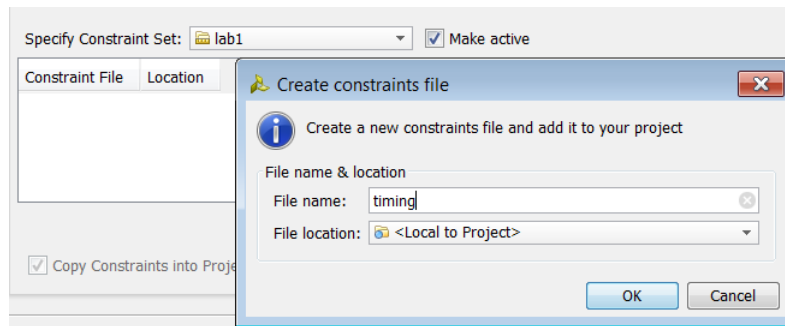 Specify Constraint Set: lab1 Make active
Constraint File Location
Create constraints file
Create a new constraints file and add it to your project
File name & location
File name: timing
File location: <Local to Project>
Copy Constraints into Proje
OK Cancel